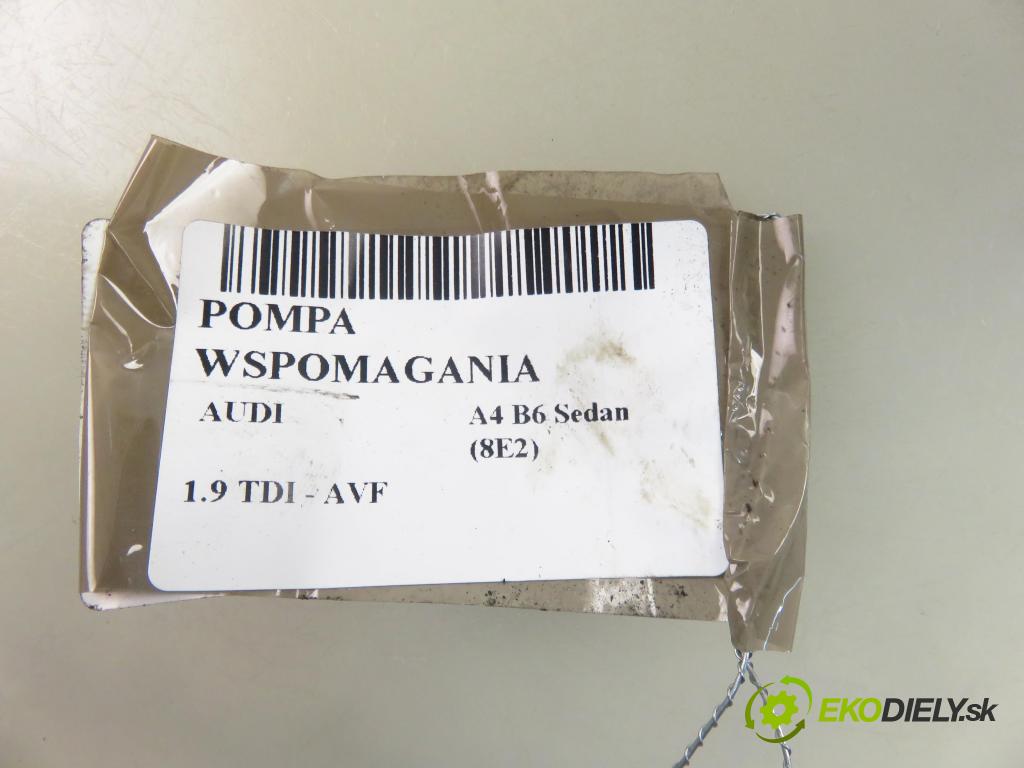 POMPA
WSPOMAGANIA
AUDI
A4 B6 Sedan
(8E2)
1.9 TDI - AVF
EKODIELY.sk